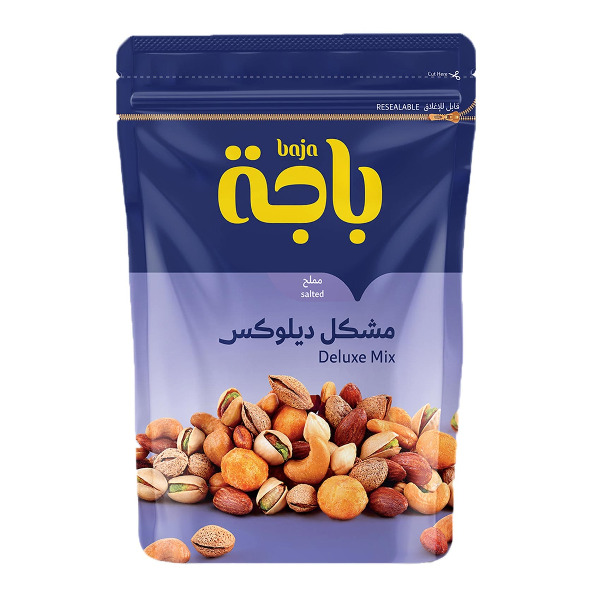 Cut Here
RESEALABLE قابل للإغلاق
baja
باجة
مملح
salted
مشكل ديلوكس
Deluxe Mix